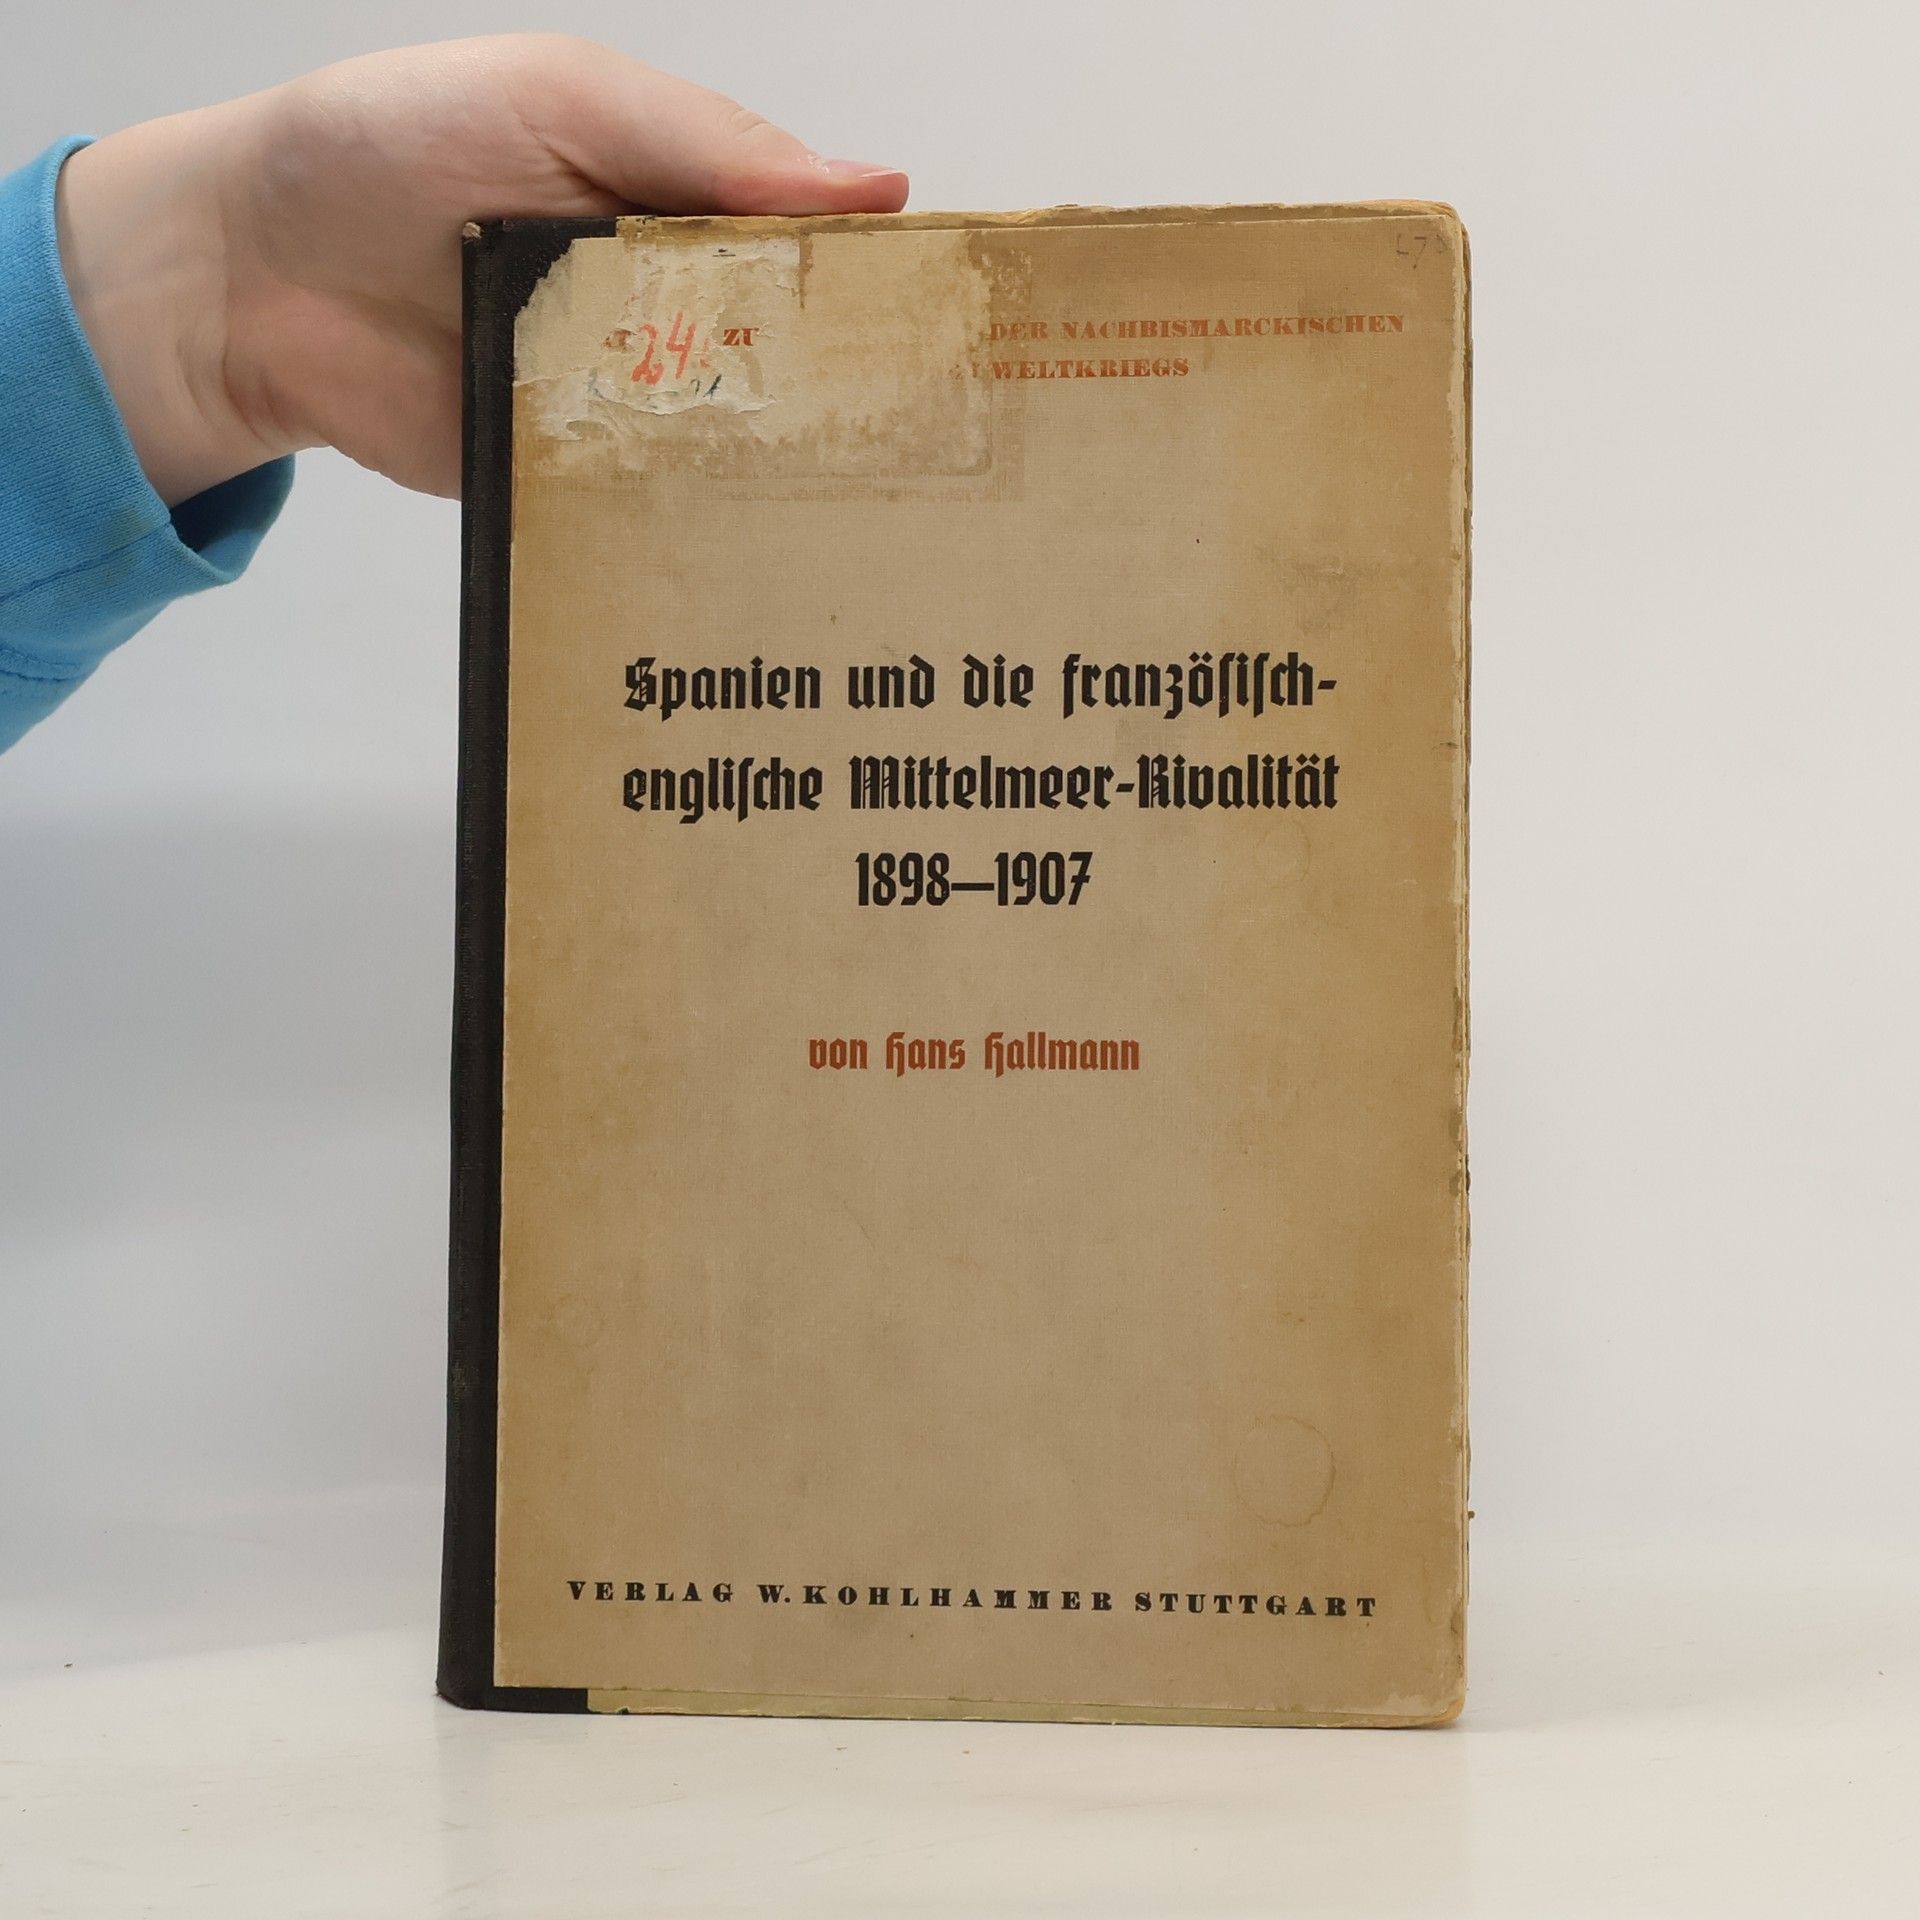 ZU DER NACHBISMARCKISCHEN
WELTKRIEGS
24
Spanien und die französiſch-
engliſche Mittelmeer-Rivalität
1898—1907
von Hans Hallmann
VERLAG W. KOHLHAMMER STUTTGART